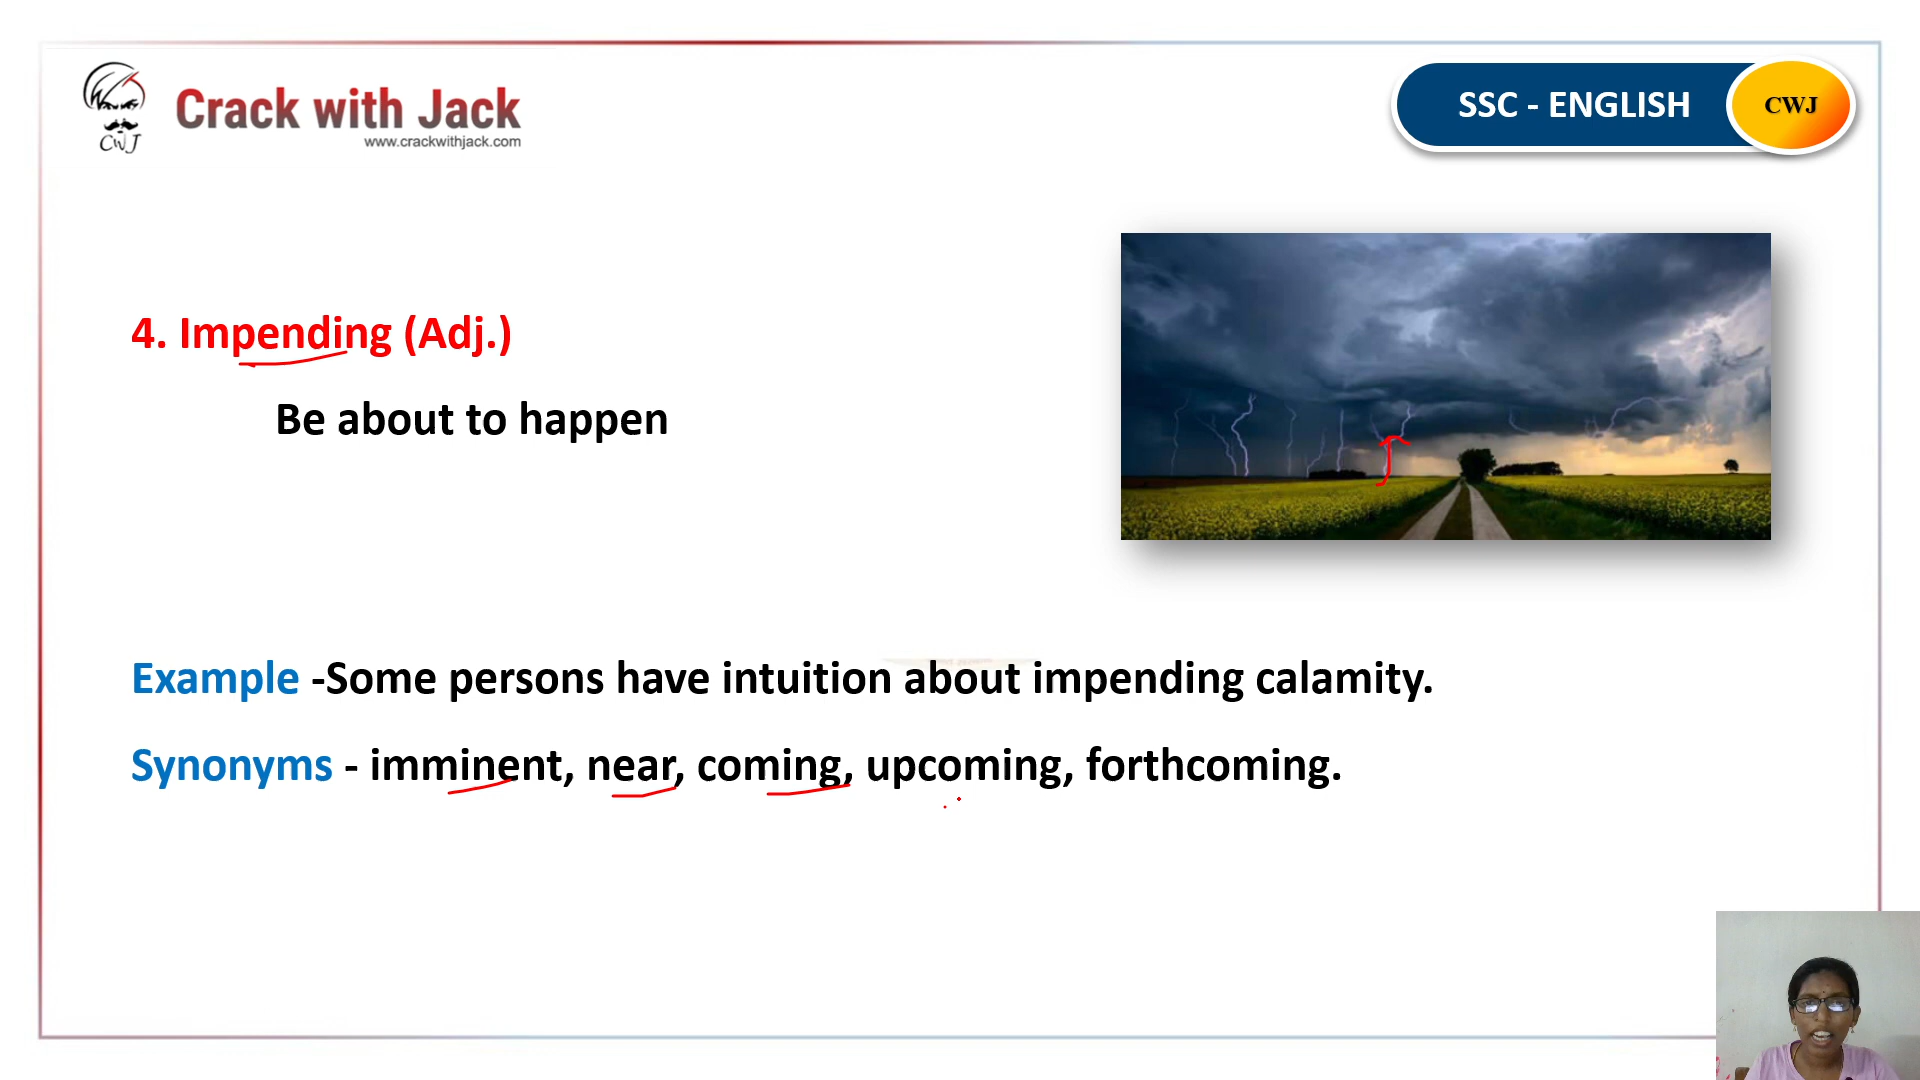 CWJ
Crack with Jack
www.crackwithjack.com
SSC - ENGLISH
CWJ
4. Impending (Adj.)
Be about to happen
Example -Some persons have intuition about impending calamity.
Synonyms - imminent, near, coming, upcoming, forthcoming.